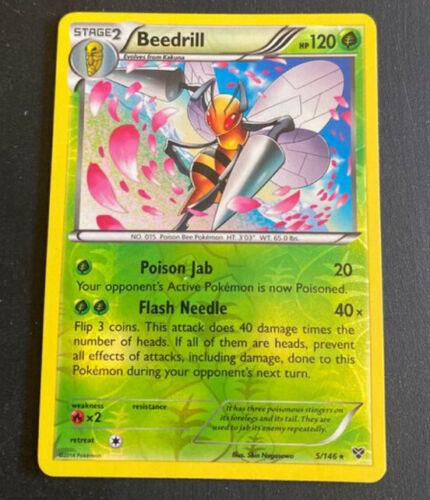 STAGE2
Beedrill
HP120
Evolves from Kakuna
NO. 015 Poison Bee Pokémon HT: 3'03" WT: 65.0 lbs.
Poison Jab 20
Your opponent's Active Pokémon is now Poisoned.
Flash Needle 40×
Flip 3 coins. This attack does 40 damage times the
number of heads. If all of them are heads, prevent
all effects of attacks, including damage, done to this
Pokémon during your opponent's next turn.
weakness
×2
resistance
retreat
It has three poisonous stingers on
its forelegs and its tail. They are
used to jab its enemy repeatedly.
©2014 Pokémon
Illus. Shin Nagasawa
5/146 ★
XY